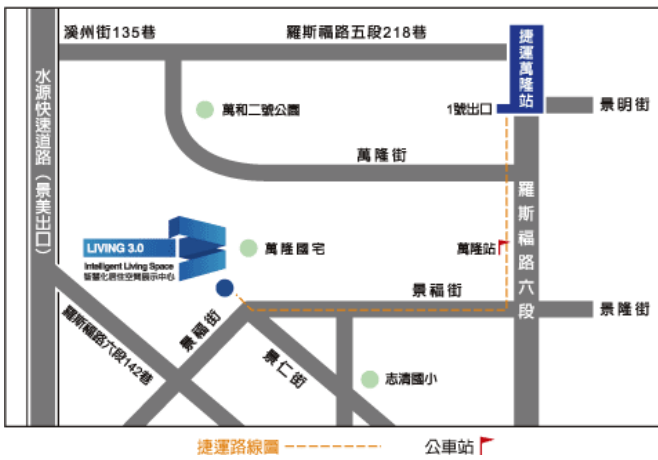 溪州街135巷
羅斯福路五段218巷
捷運萬隆站
水源快速道路（景美出口）
萬和二號公園
1號出口
景明街
萬隆街
羅斯福路六段
LIVING 3.0
Intelligent Living Space
智慧化居住空間展示中心
萬隆國宅
萬隆站
景福街
景隆街
景福街
羅斯福路六段142巷
景仁街
志清國小
捷運路線圖
公車站